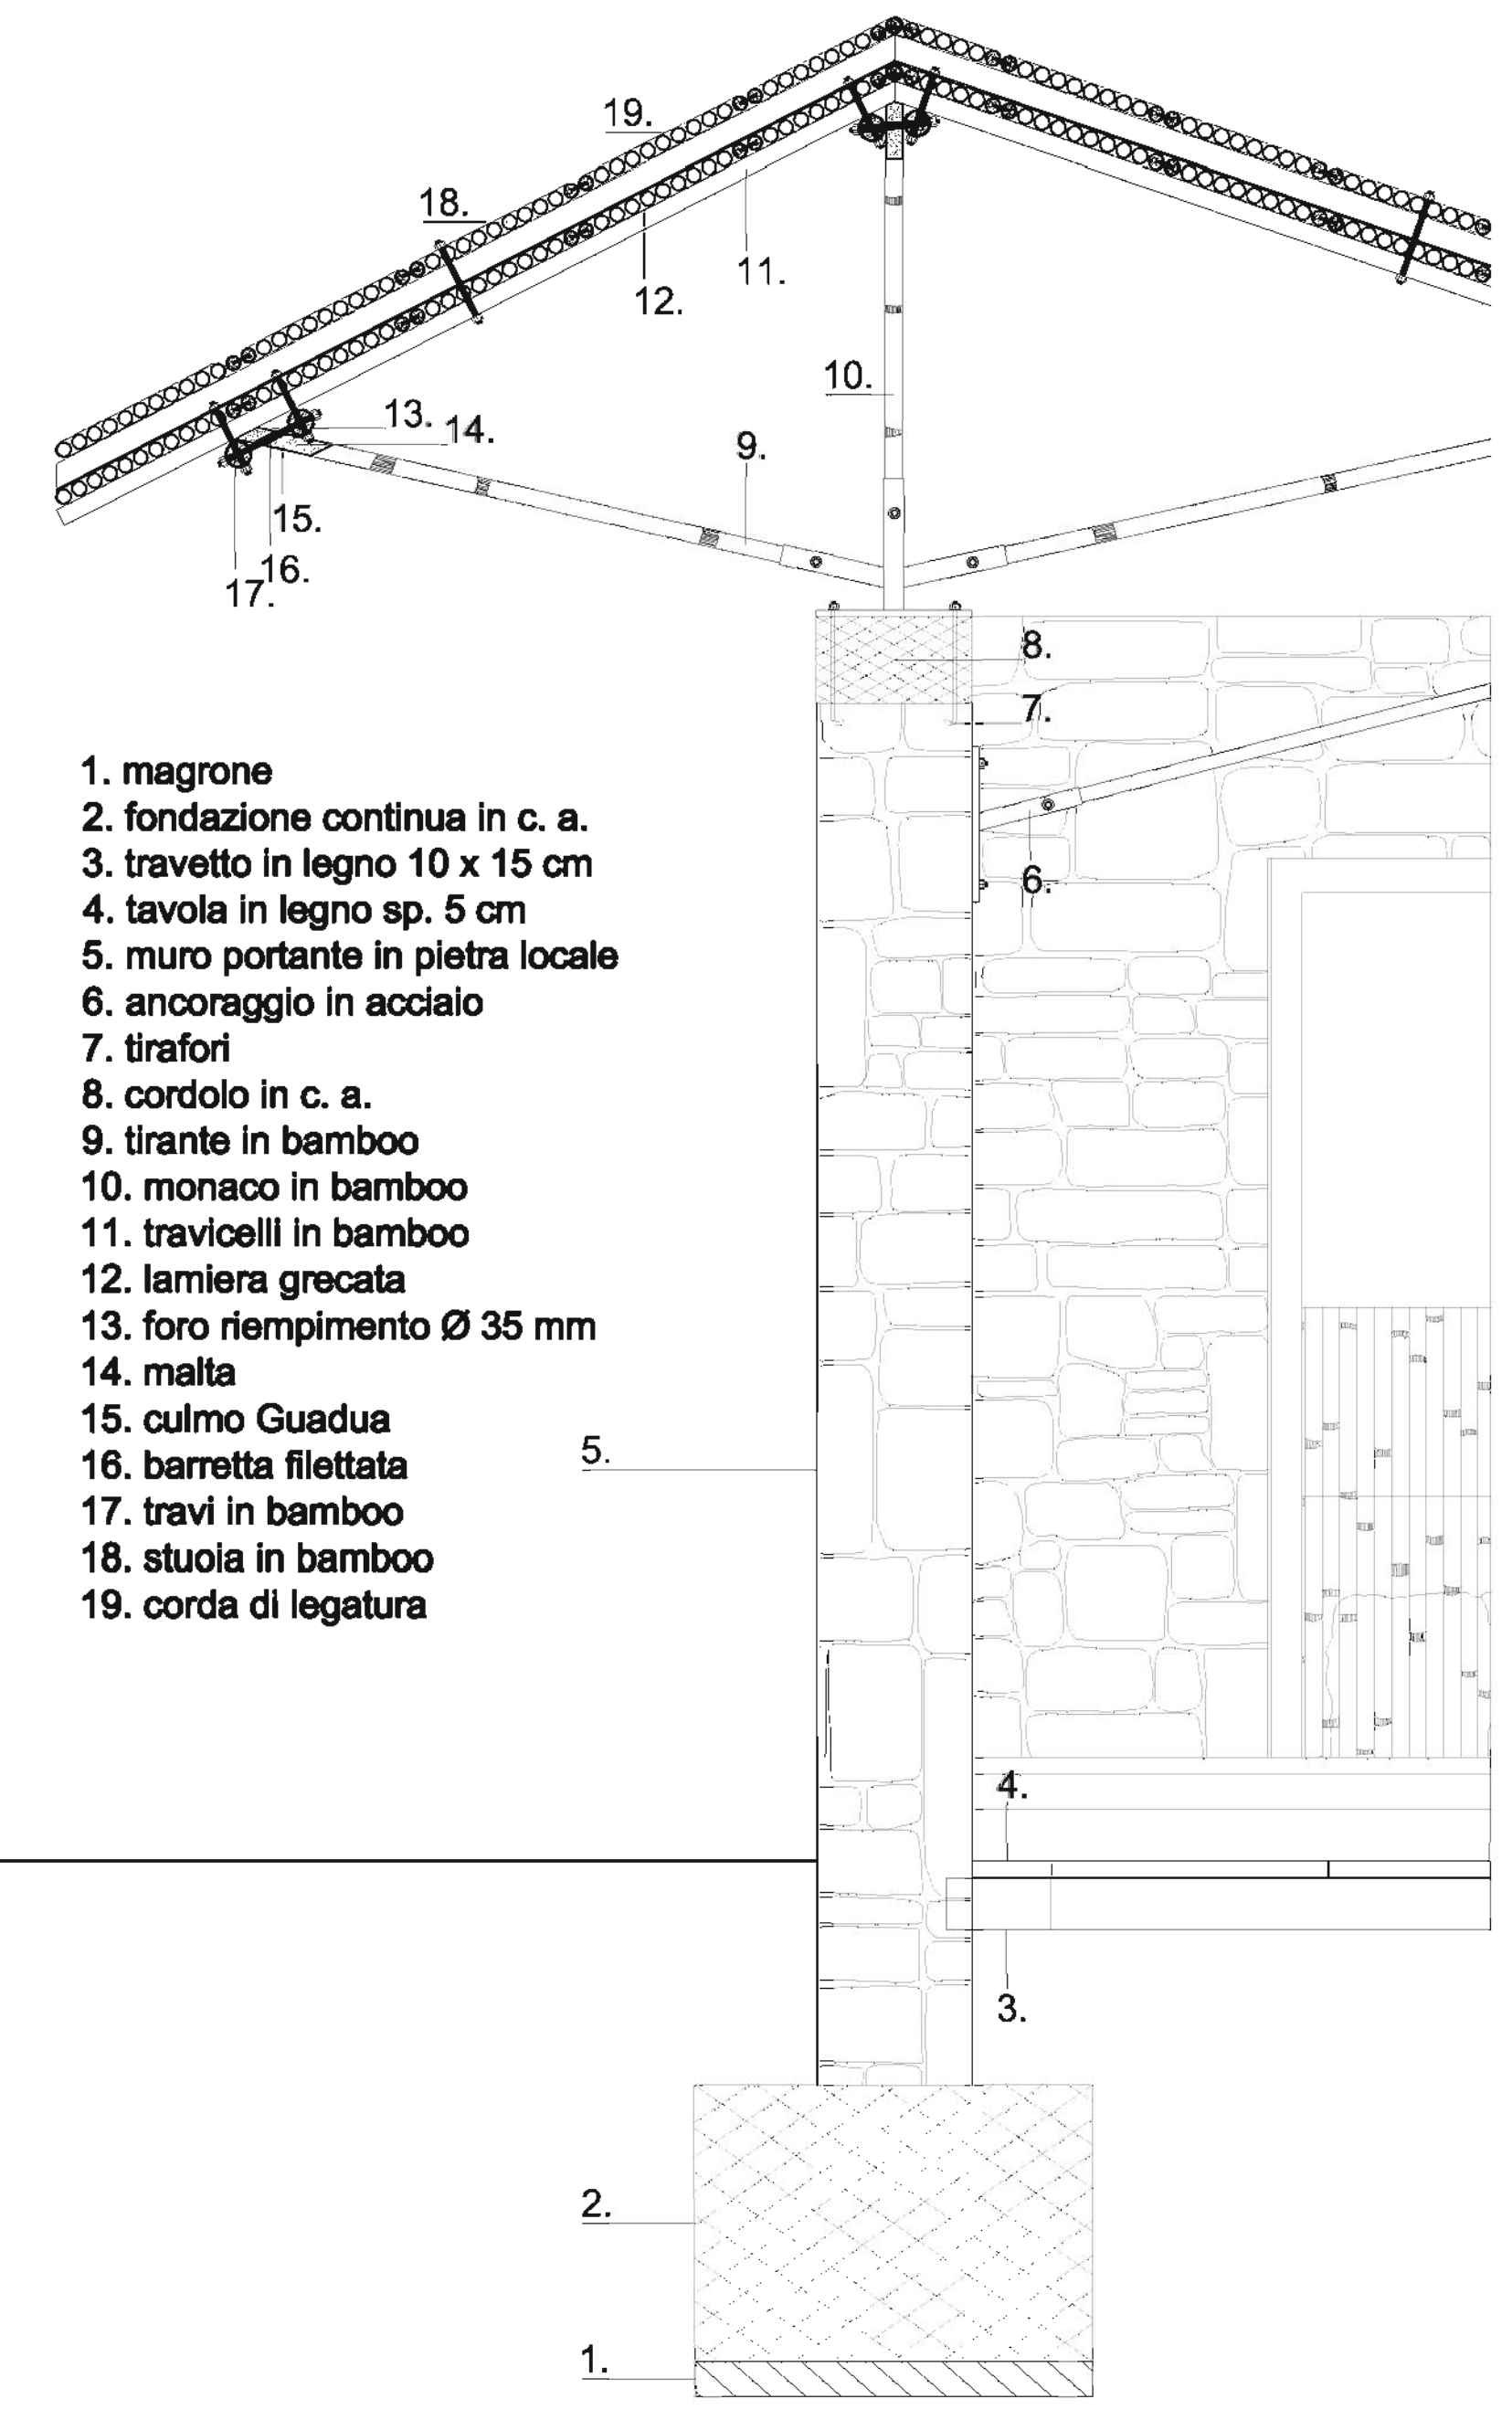 19.
18.
11.
12.
10.
13.
14.
9.
15.
16.
17.
8.
7.
6.
1. magrone
2. fondazione continua in c. a.
3. travetto in legno 10 x 15 cm
4. tavola in legno sp. 5 cm
5. muro portante in pietra locale
6. ancoraggio in acciaio
7. tirafori
8. cordolo in c. a.
9. tirante in bamboo
10. monaco in bamboo
11. travicelli in bamboo
12. lamiera grecata
13. foro riempimento Ø 35 mm
14. malta
15. culmo Guadua
16. barretta filettata
17. travi in bamboo
18. stuoia in bamboo
19. corda di legatura
5.
4.
3.
2.
1.